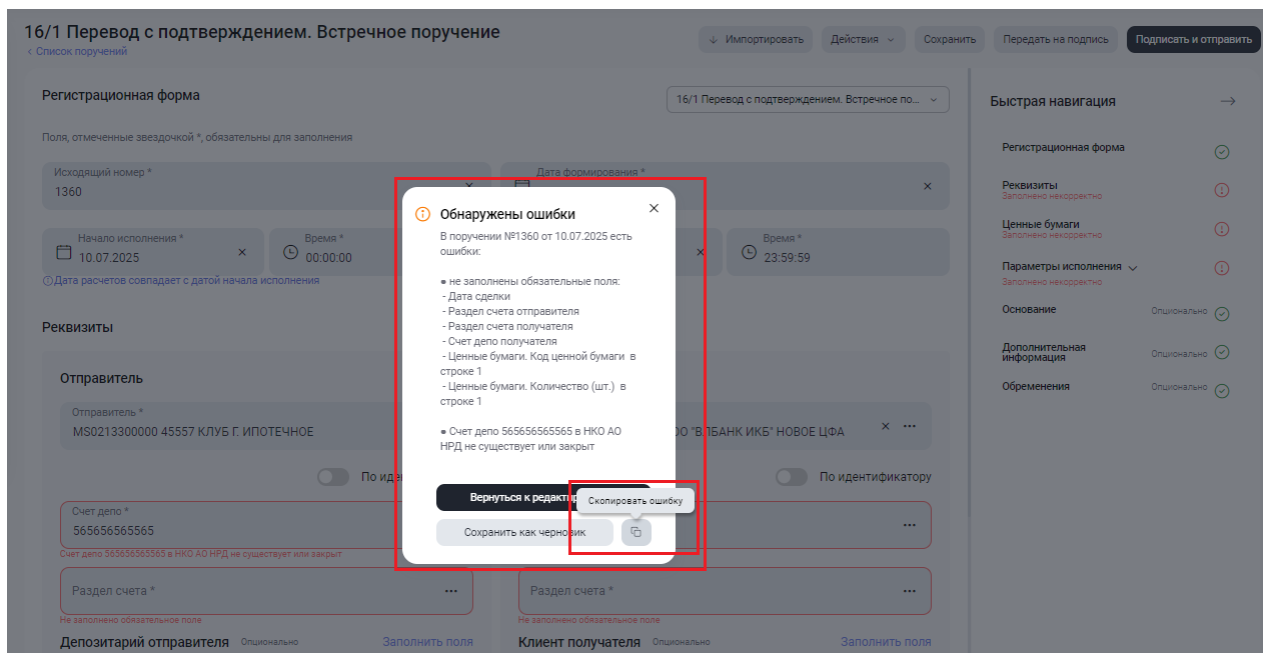 16/1 Перевод с подтверждением. Встречное поручение
< Список поручений
Импортировать
Действия
Сохранить
Передать на подпись
Подписать и отправить
Регистрационная форма
16/1 Перевод с подтверждением. Встречное по...
Поля, отмеченные звездочкой *, обязательны для заполнения
Исходящий номер *
1360
Дата формирования *
Начало исполнения *
10.07.2025
Время *
00:00:00
Время *
23:59:59
Дата расчетов совпадает с датой начала исполнения
Реквизиты
Отправитель
Отправитель *
MS0213300000 45557 КЛУБ Г. ИПОТЕЧНОЕ
ОО "ВЛБАНК ИКБ" НОВОЕ ЦФА
По иде
По идентификатору
Счет депо *
565656565565
Счет депо 565656565565 в НКО АО НРД не существует или закрыт
Раздел счета *
Не заполнено обязательное поле
Раздел счета *
Не заполнено обязательное поле
Депозитарий отправителя
Опционально
Заполнить поля
Клиент получателя
Опционально
Заполнить поля
Обнаружены ошибки
В поручении №1360 от 10.07.2025 есть
ошибки:
● не заполнены обязательные поля:
- Дата сделки
- Раздел счета отправителя
- Раздел счета получателя
- Счет депо получателя
- Ценные бумаги. Код ценной бумаги в
строке 1
- Ценные бумаги. Количество (шт.) в
строке 1
● Счет депо 565656565565 в НКО АО
НРД не существует или закрыт
Вернуться к редактир
Скопировать ошибку
Сохранить как черновик
Быстрая навигация
Регистрационная форма
Реквизиты
Заполнено некорректно
Ценные бумаги
Заполнено некорректно
Параметры исполнения
Заполнено некорректно
Основание
Опционально
Дополнительная
информация
Опционально
Обременения
Опционально